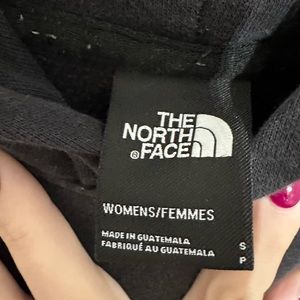 THE
NORTH
FACE
®
WOMENS/FEMMES
MADE IN GUATEMALA
FABRIQUÉ AU GUATEMALA
S
P